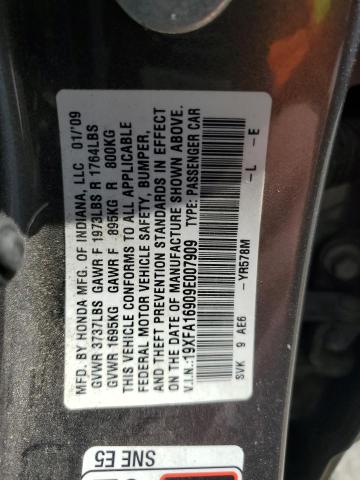 MFD. BY HONDA MFG. OF INDIANA, LLC 01/'09
GVWR 3737LBS GAWR F 1973LBS R 1764LBS
GVWR 1695KG GAWR F 895KG R 800KG
THIS VEHICLE CONFORMS TO ALL APPLICABLE
FEDERAL MOTOR VEHICLE SAFETY, BUMPER,
AND THEFT PREVENTION STANDARDS IN EFFECT
ON THE DATE OF MANUFACTURE SHOWN ABOVE.
V.I.N.:19XFA16909E007909 TYPE: PASSENGER CAR
SVK 9 AE6 -YR578M -L -E
SNE E5